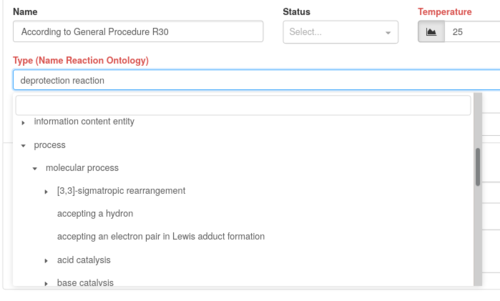 Name Status Temperature
According to General Procedure R30 Select... 25
Type (Name Reaction Ontology)
deprotection reaction
information content entity
process
molecular process
[3,3]-sigmatropic rearrangement
accepting a hydron
accepting an electron pair in Lewis adduct formation
acid catalysis
base catalysis